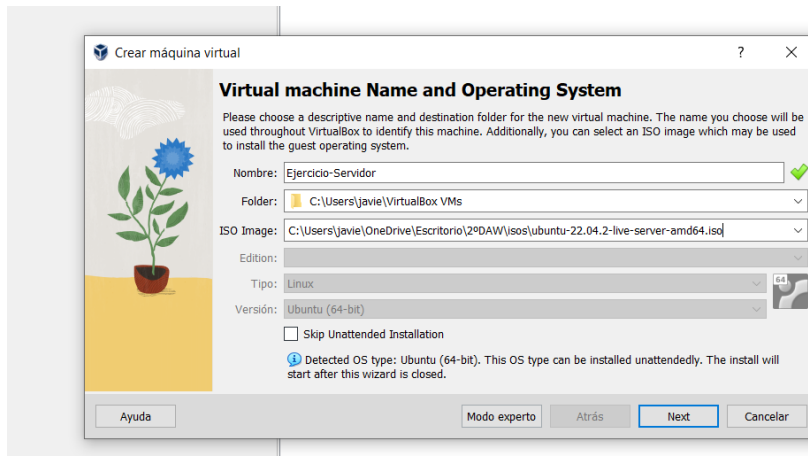 Crear máquina virtual
Virtual machine Name and Operating System
Please choose a descriptive name and destination folder for the new virtual machine. The name you choose will be
used throughout VirtualBox to identify this machine. Additionally, you can select an ISO image which may be used
to install the guest operating system.
Nombre: Ejercicio-Servidor
Folder: C:\Users\javie\VirtualBox VMs
ISO Image: C:\Users\javie\OneDrive\Escritorio\2ºDAW\isos\ubuntu-22.04.2-live-server-amd64.iso
Edition:
Tipo: Linux 64
Versión: Ubuntu (64-bit)
Skip Unattended Installation
Detected OS type: Ubuntu (64-bit). This OS type can be installed unattendedly. The install will
start after this wizard is closed.
Ayuda Modo experto Atrás Next Cancelar